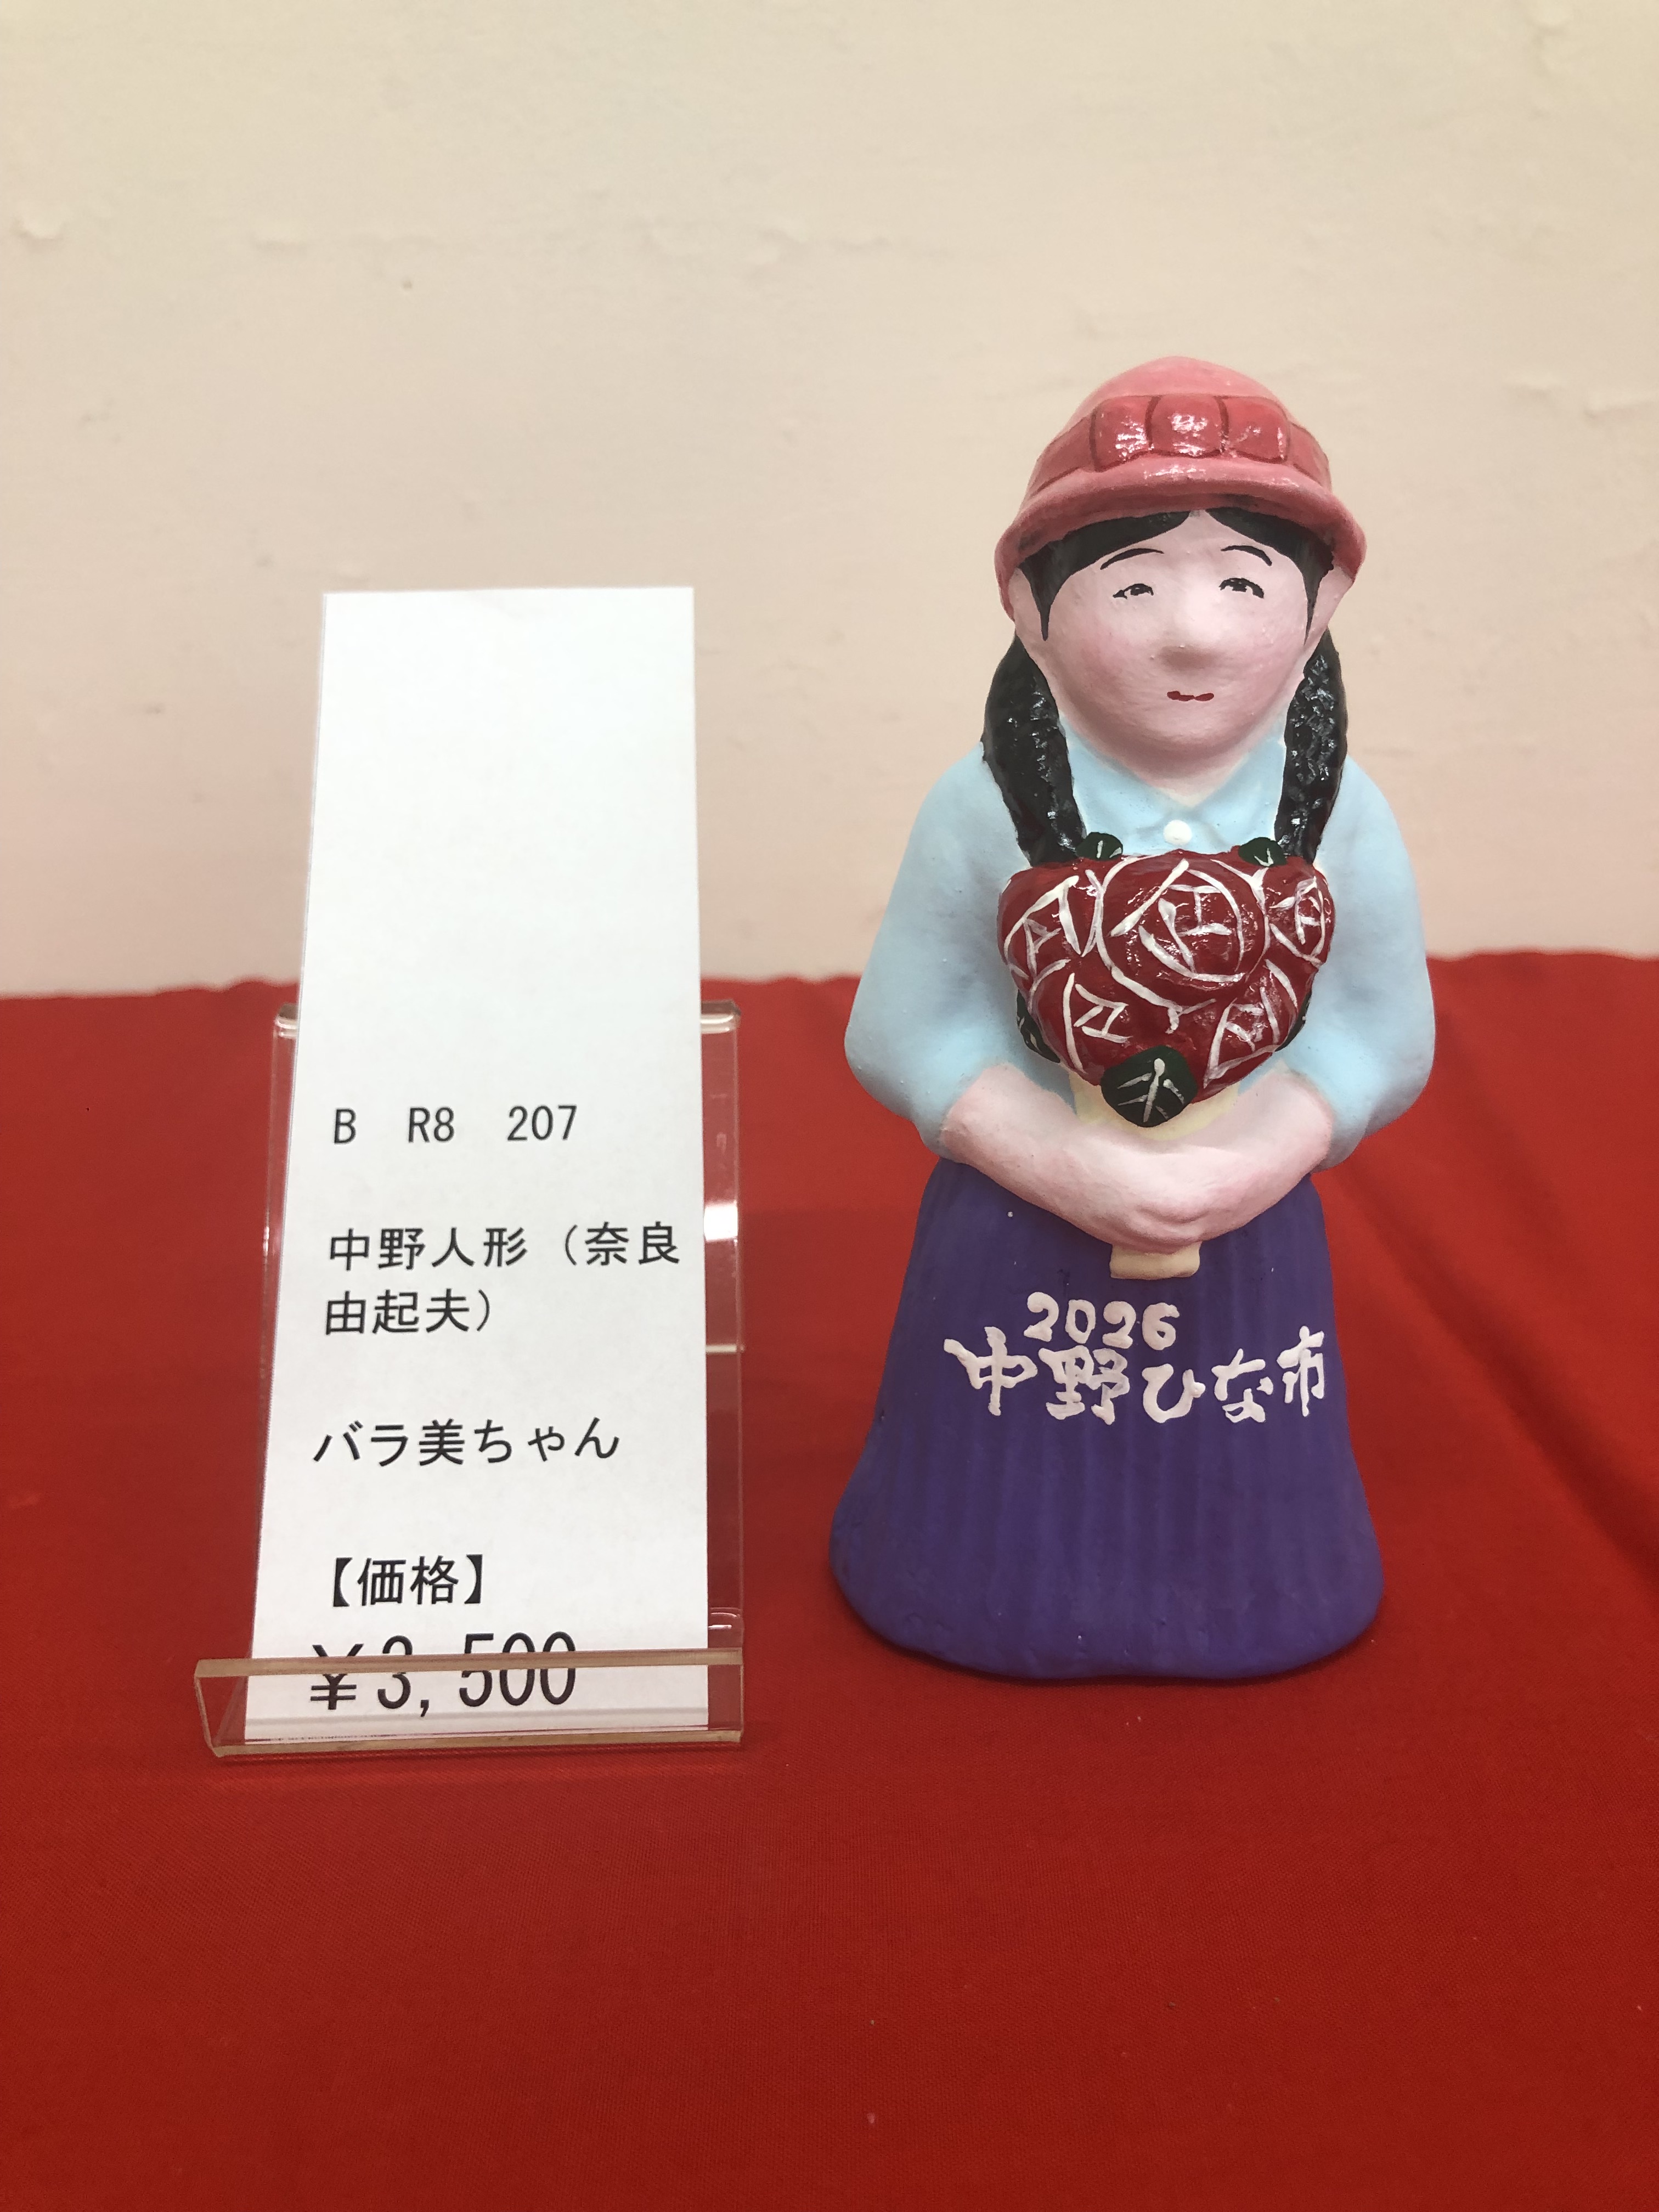 B　R8　207
中野人形（奈良
由起夫）
バラ美ちゃん
【価格】
￥3,500
2026
中野ひな市